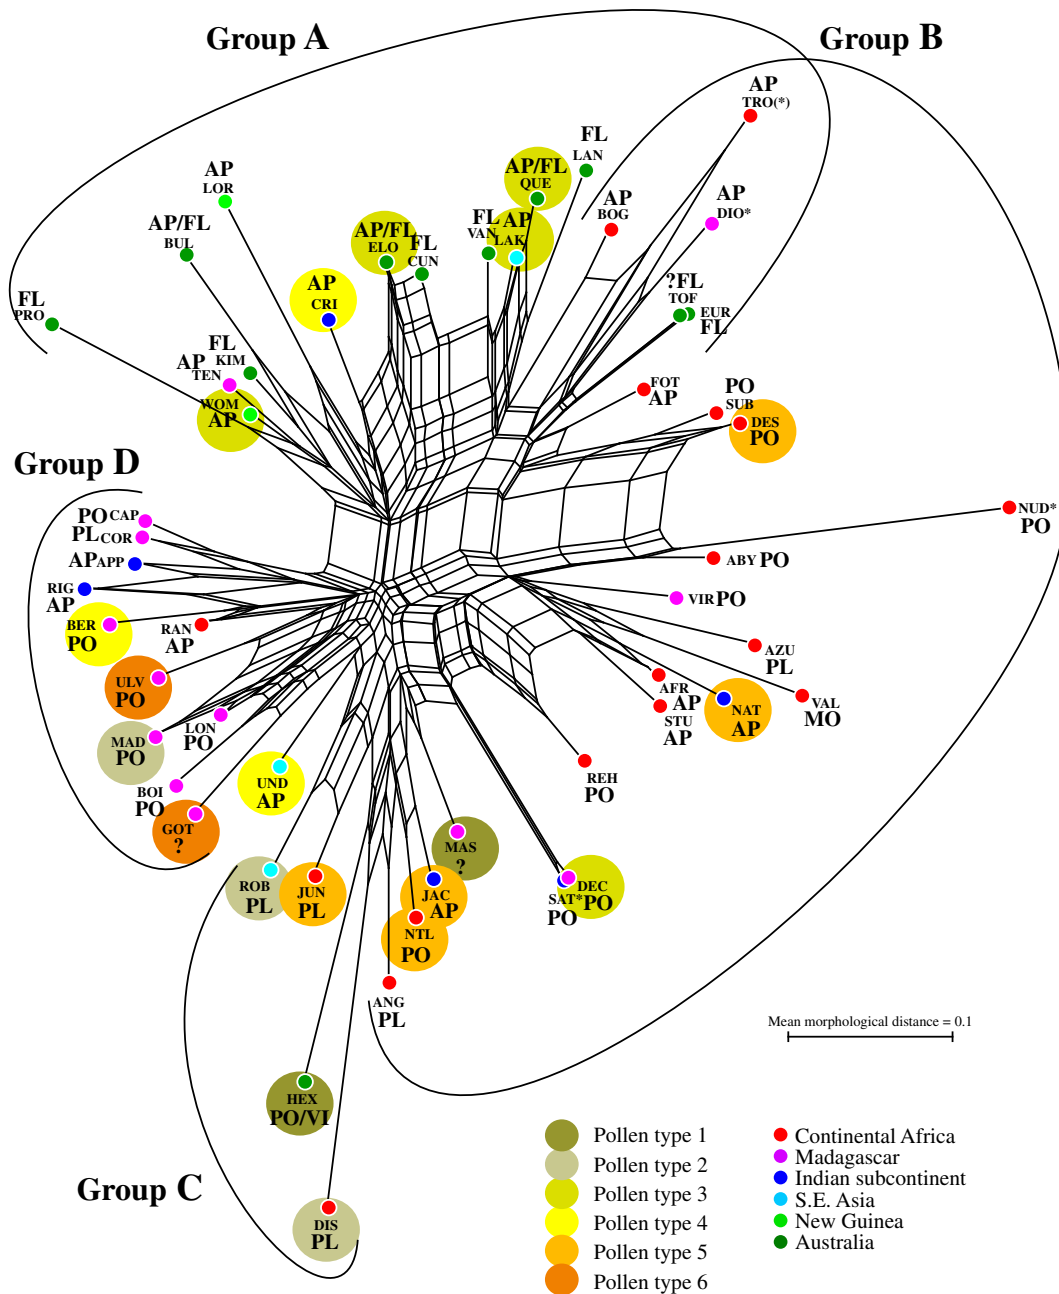 Group A
Group B
AP
TRO(*)
FL
LAN
AP/FL
QUE
AP
LOR
AP
BOG
AP
DIO*
AP/FL
BUL
AP/FL
ELO
FL
CUN
FL
VAN
AP
LAK
AP
CRI
?FL
TOF
EUR
FL
FL
PRO
FL
KIM
AP
TEN
WOM
AP
FOT
AP
PO
SUB
DES
PO
Group D
PO CAP
PL COR
AP APP
RIG
AP
BER
PO
RAN
AP
NUD*
PO
ABY PO
VIR PO
AZU
PL
ULV
PO
AFR
AP
STU
AP
NAT
AP
VAL
MO
MAD
PO
LON
PO
BOI
PO
UND
AP
REH
PO
GOT
?
MAS
?
ROB
PL
JUN
PL
JAC
AP
NTL
PO
SAT*
PO
DEC
PO
ANG
PL
Mean morphological distance = 0.1
HEX
PO/VI
Group C
DIS
PL
Pollen type 1
Pollen type 2
Pollen type 3
Pollen type 4
Pollen type 5
Pollen type 6
Continental Africa
Madagascar
Indian subcontinent
S.E. Asia
New Guinea
Australia